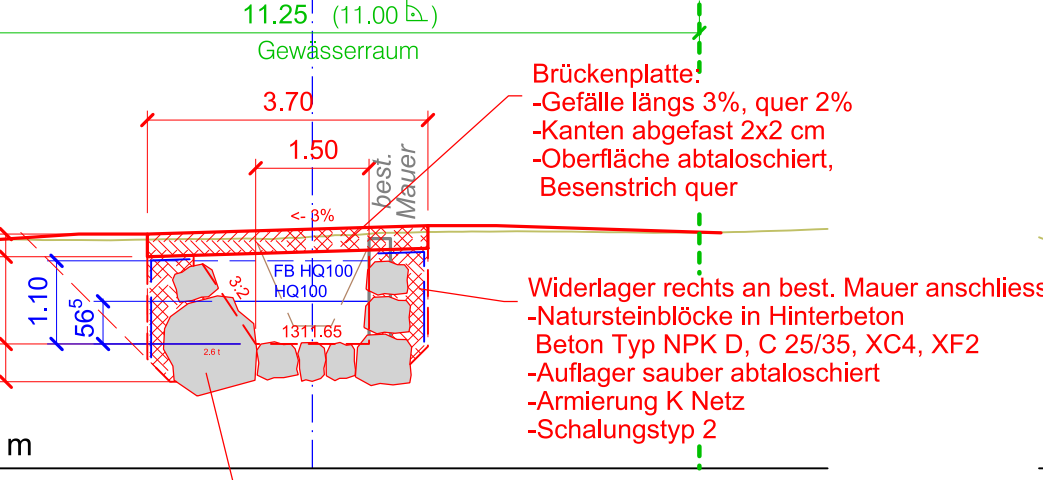 11.25 (11.00 )
Gewässerraum
Brückenplatte:
-Gefälle längs 3%, quer 2%
-Kanten abgefast 2x2 cm
-Oberfläche abtaloschiert,
Besenstrich quer
3.70
1.50
best.
Mauer
<- 3%
FB HQ100
HQ100
3:2
1.10
56⁵
1311.65
2.6 t
Widerlager rechts an best. Mauer anschliess
-Natursteinblöcke in Hinterbeton
Beton Typ NPK D, C 25/35, XC4, XF2
-Auflager sauber abtaloschiert
-Armierung K Netz
-Schalungstyp 2
m